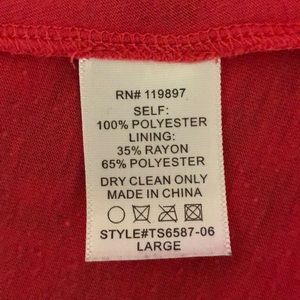 RN# 119897
SELF:
100% POLYESTER
LINING:
35% RAYON
65% POLYESTER
DRY CLEAN ONLY
MADE IN CHINA
STYLE#TS6587-06
LARGE